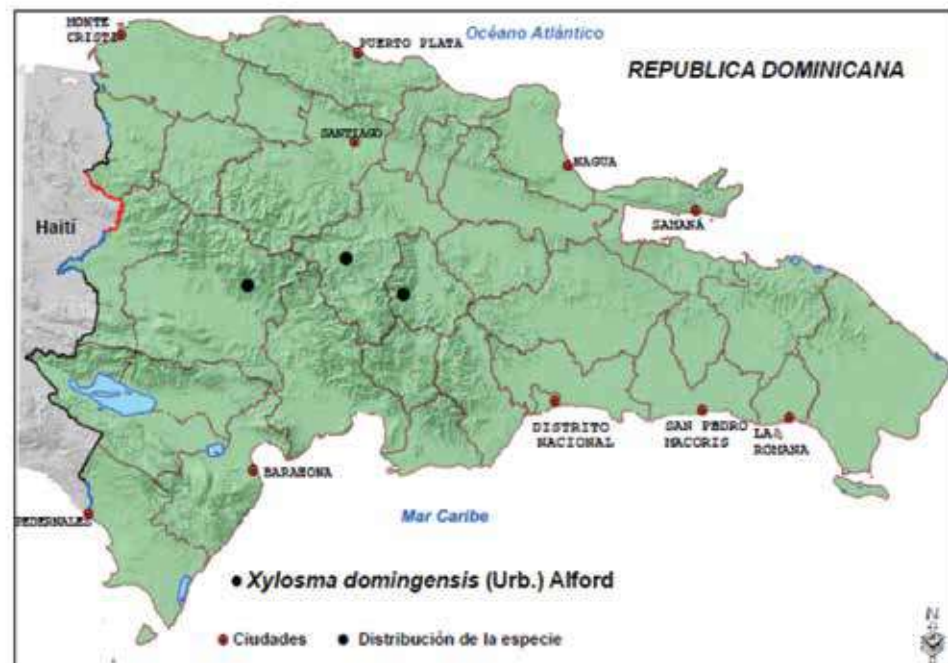 MONTE
CRISTI
Océano Atlántico
PUERTO PLATA
REPUBLICA DOMINICANA
SANTIAGO
NAGUA
SAMANÁ
Haití
DISTRITO
NACIONAL
SAN PEDRO
MACORIS
LA
ROMANA
BARAHONA
PEDERNALES
Mar Caribe
• Xylosma domingensis (Urb.) Alford
Ciudades
Distribución de la especie
N